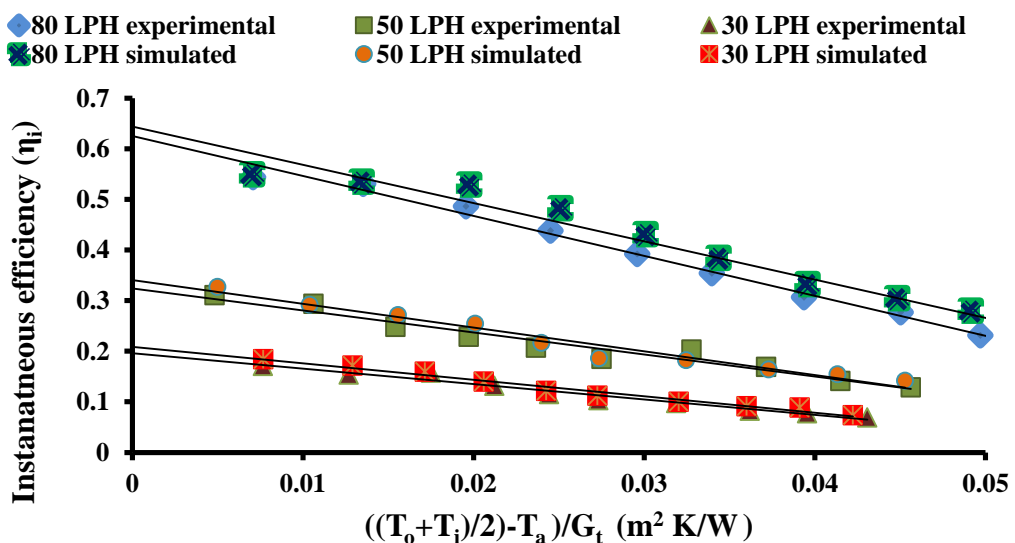 80 LPH experimental 50 LPH experimental 30 LPH experimental
80 LPH simulated 50 LPH simulated 30 LPH simulated
Instanatneous efficiency (ηi)
0.7
0.6
0.5
0.4
0.3
0.2
0.1
0
0 0.01 0.02 0.03 0.04 0.05
((To+Ti)/2)-Ta)/Gt (m² K/W)